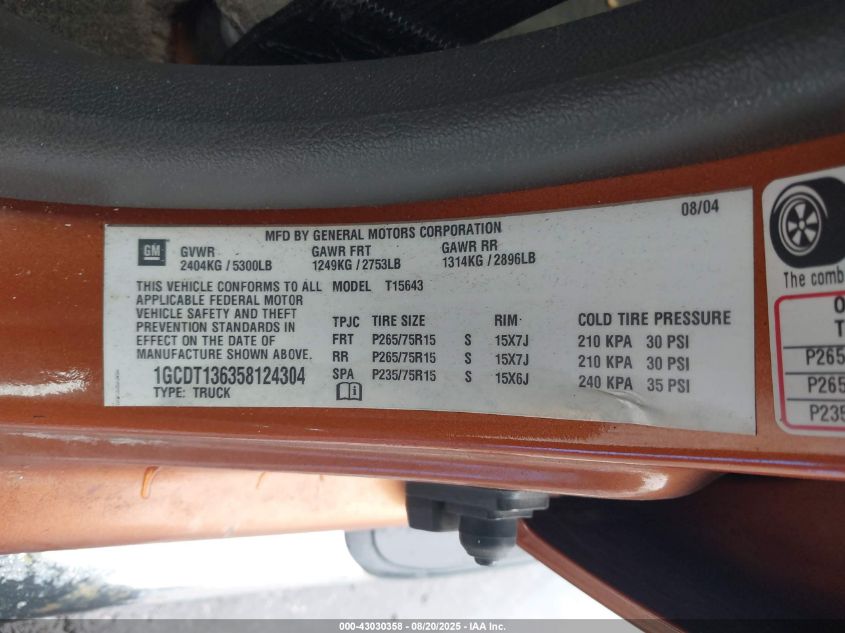 08/04
MFD BY GENERAL MOTORS CORPORATION
GM
GVWR GAWR FRT GAWR RR
2404KG / 5300LB 1249KG / 2753LB 1314KG / 2896LB
THIS VEHICLE CONFORMS TO ALL MODEL T15643
APPLICABLE FEDERAL MOTOR
VEHICLE SAFETY AND THEFT
PREVENTION STANDARDS IN
EFFECT ON THE DATE OF
MANUFACTURE SHOWN ABOVE.
TPJC TIRE SIZE RIM COLD TIRE PRESSURE
FRT P265/75R15 S 15X7J 210 KPA 30 PSI
RR P265/75R15 S 15X7J 210 KPA 30 PSI
SPA P235/75R15 S 15X6J 240 KPA 35 PSI
1GCDT136358124304
TYPE: TRUCK
The comb
P265
P265
P235
000-43030358 - 08/20/2025 - IAA Inc.